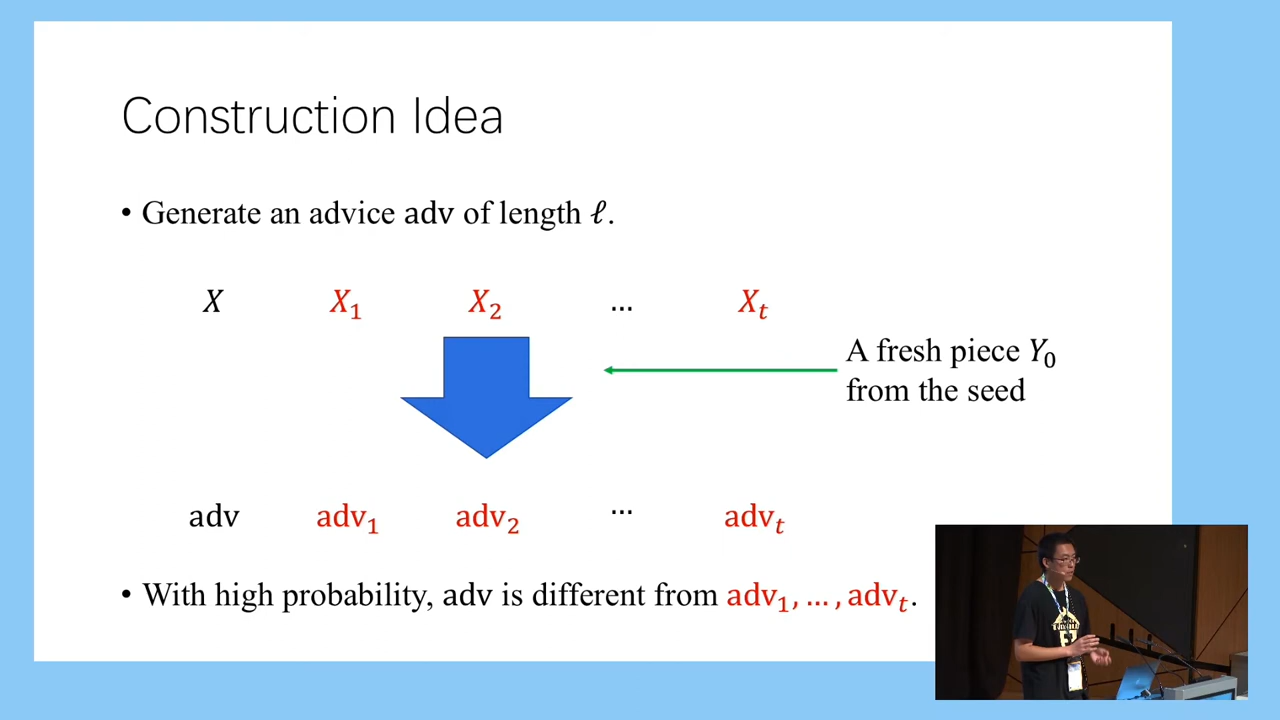 Construction Idea
• Generate an advice adv of length ℓ.
X X₁ X₂ … Xₜ
A fresh piece Y₀
from the seed
adv adv₁ adv₂ … advₜ
• With high probability, adv is different from adv₁, … , advₜ.